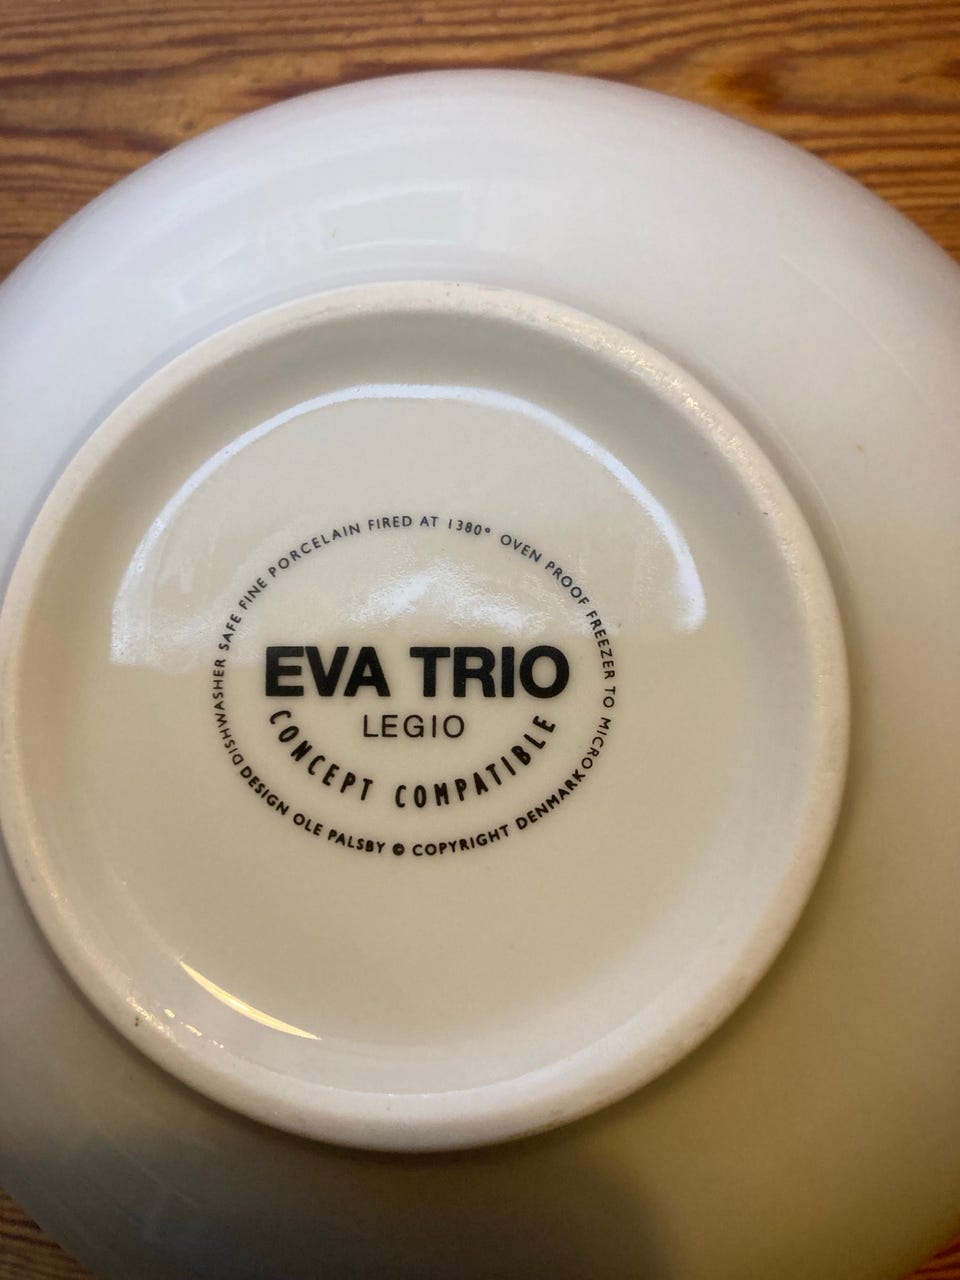 DISHWASHER SAFE FINE PORCELAIN FIRED AT 1380° OVEN PROOF FREEZER TO MICRO
EVA TRIO
LEGIO
CONCEPT COMPATIBLE
DESIGN OLE PALSBY © COPYRIGHT DENMARK